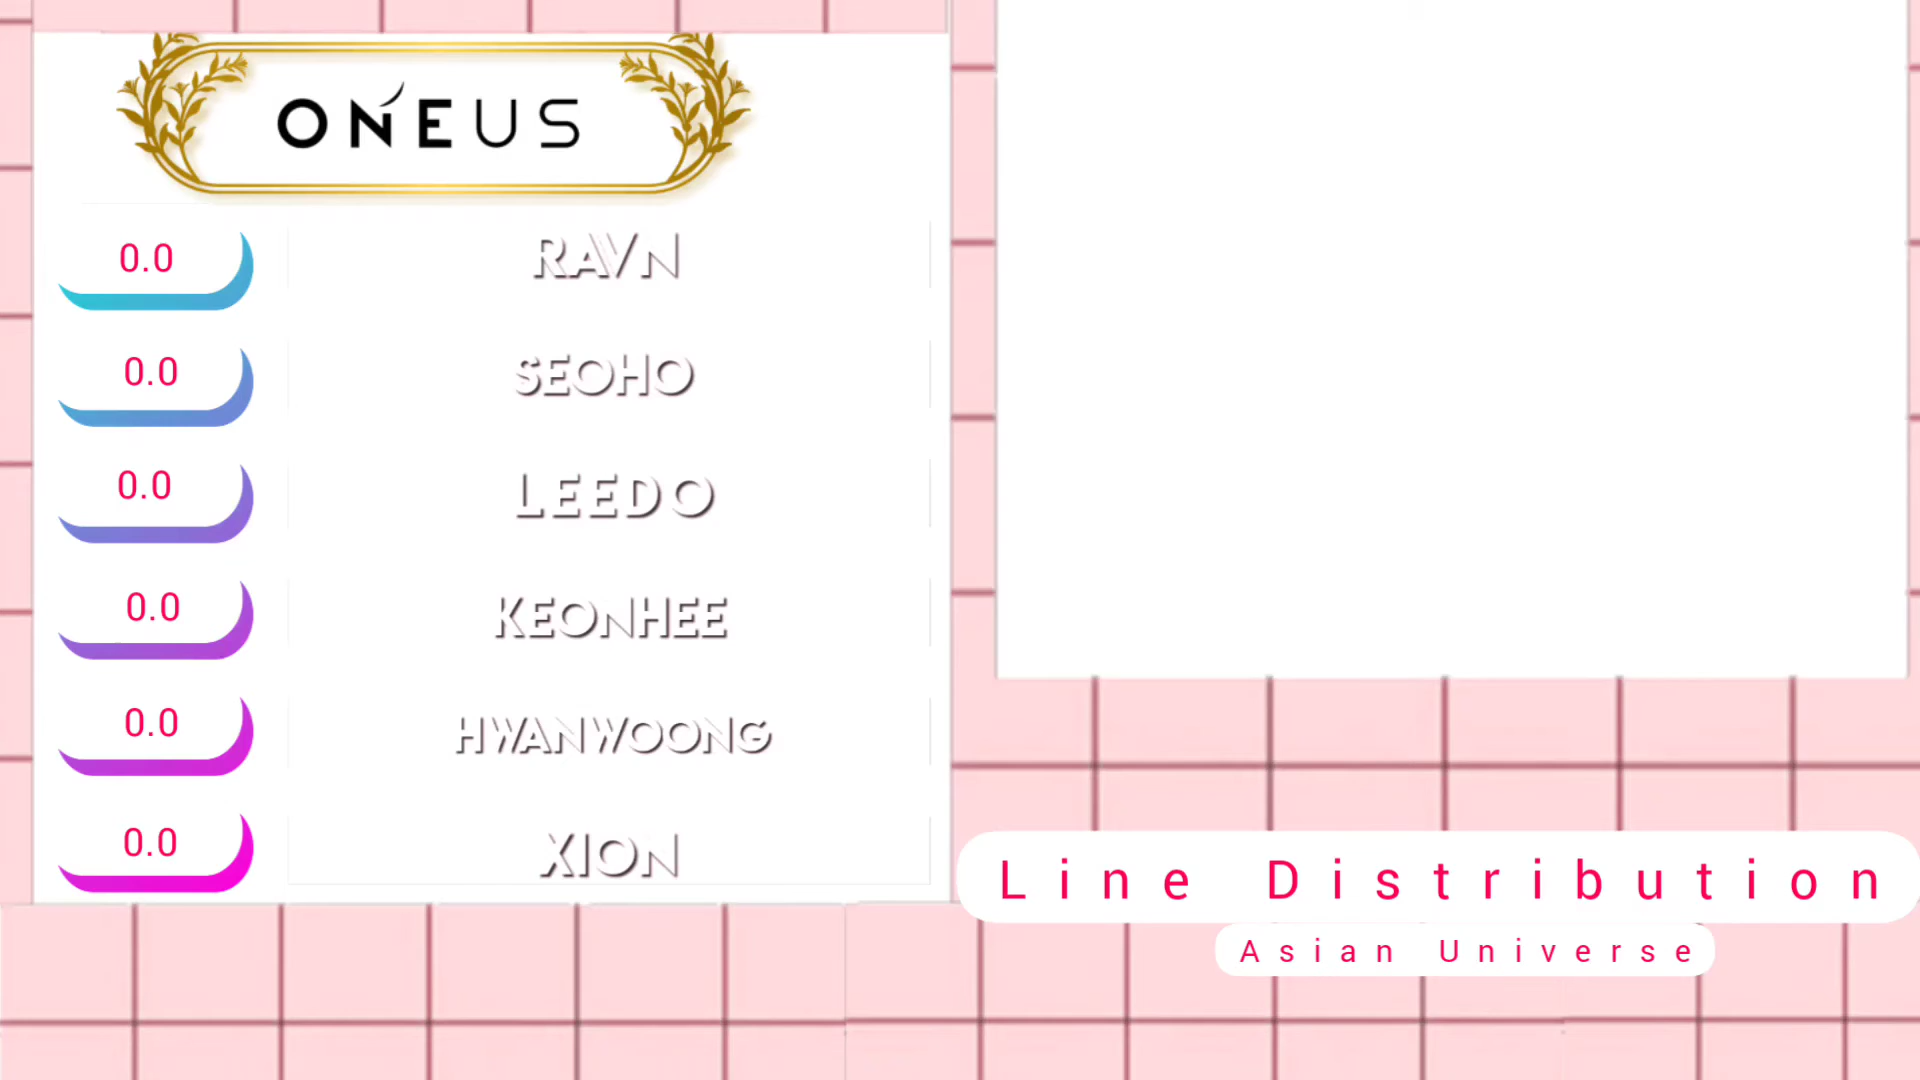 ONEUS
0.0 RAVN
0.0 SEOHO
0.0 LEEDO
0.0 KEONHEE
0.0 HWANWOONG
0.0 XION
Line Distribution
Asian Universe